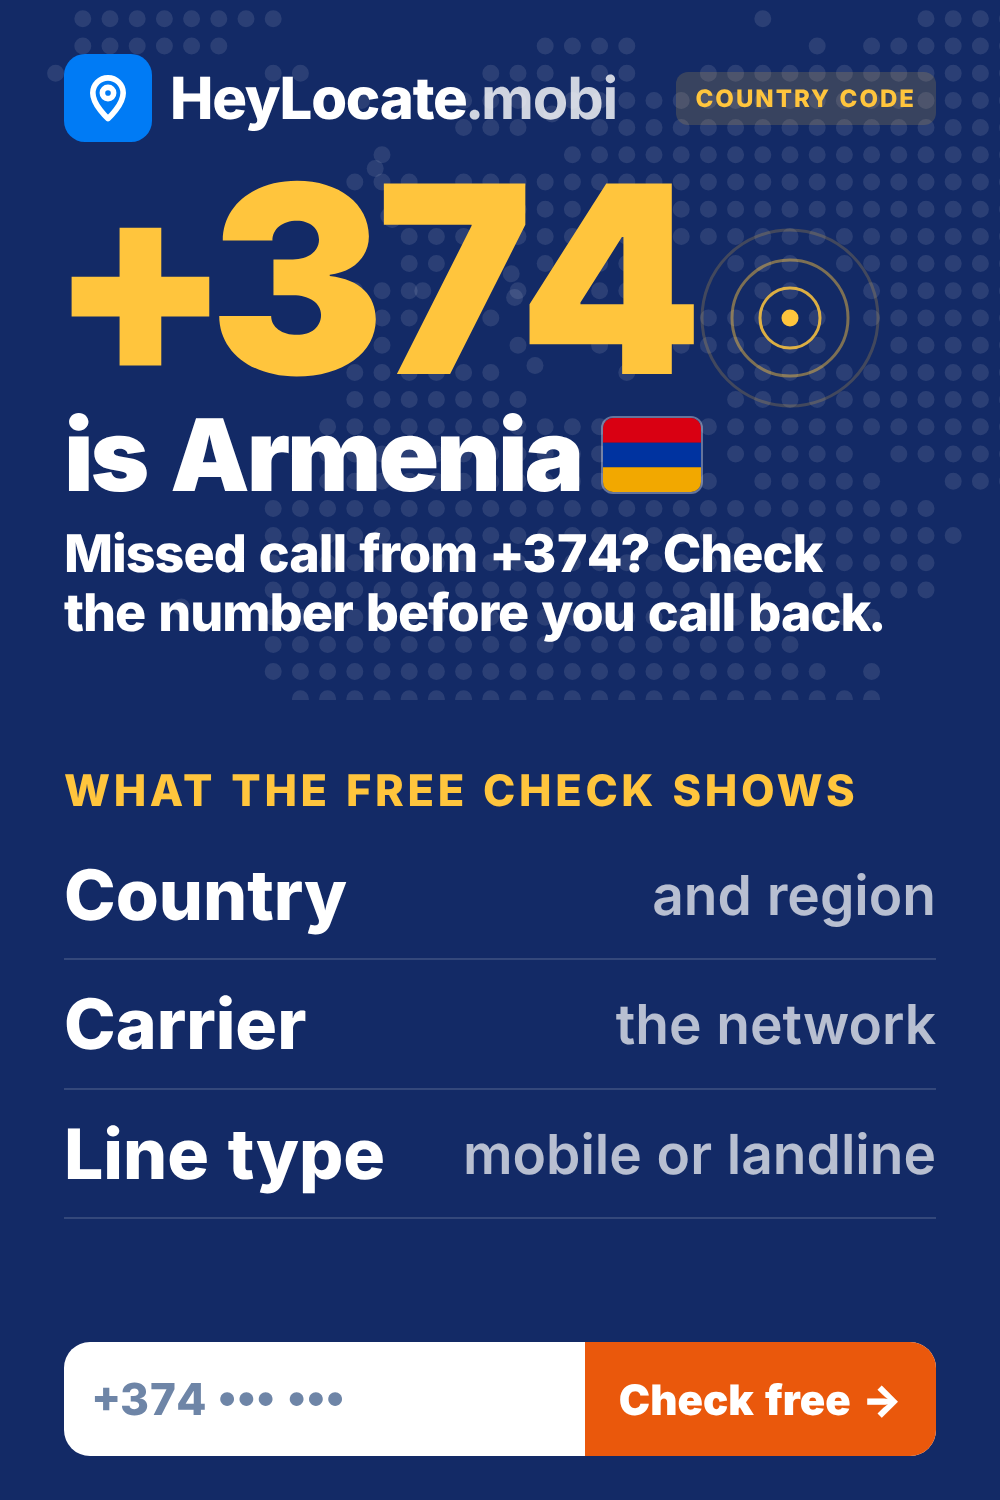 HeyLocate.mobi
COUNTRY CODE
+374
is Armenia
Missed call from +374? Check
the number before you call back.
WHAT THE FREE CHECK SHOWS
Country and region
Carrier the network
Line type mobile or landline
+374 ••• •••
Check free →